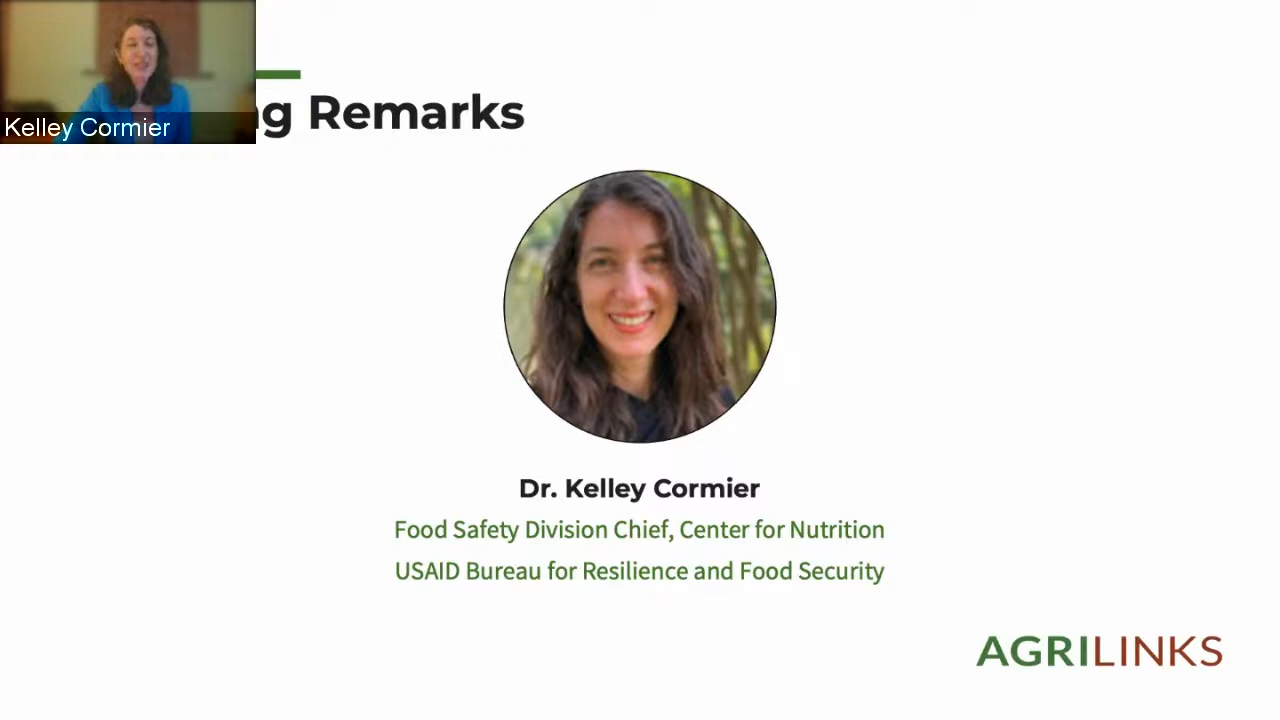 Kelley Cormier
Remarks
Dr. Kelley Cormier
Food Safety Division Chief, Center for Nutrition
USAID Bureau for Resilience and Food Security
AGRILINKS